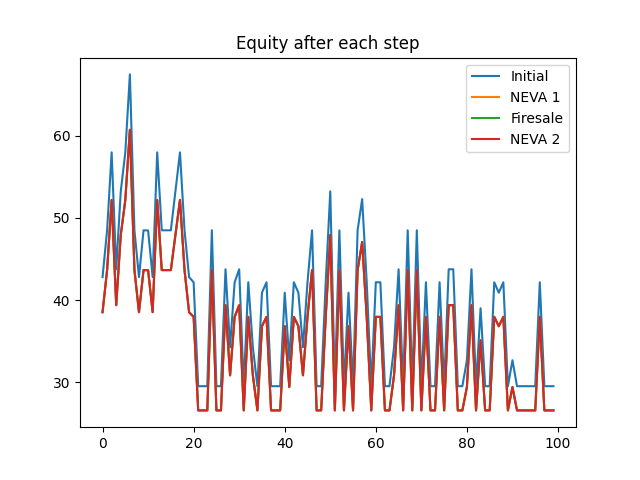 Equity after each step
Initial
NEVA 1
Firesale
NEVA 2
60
50
40
30
0 20 40 60 80 100